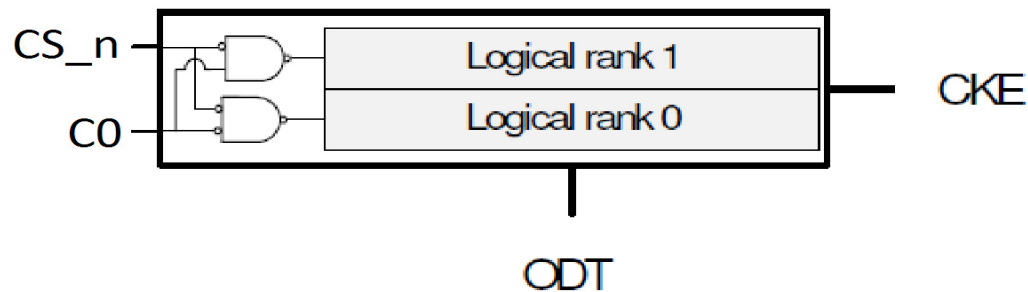 CS_n
Logical rank 1
CKE
Logical rank 0
C0
ODT